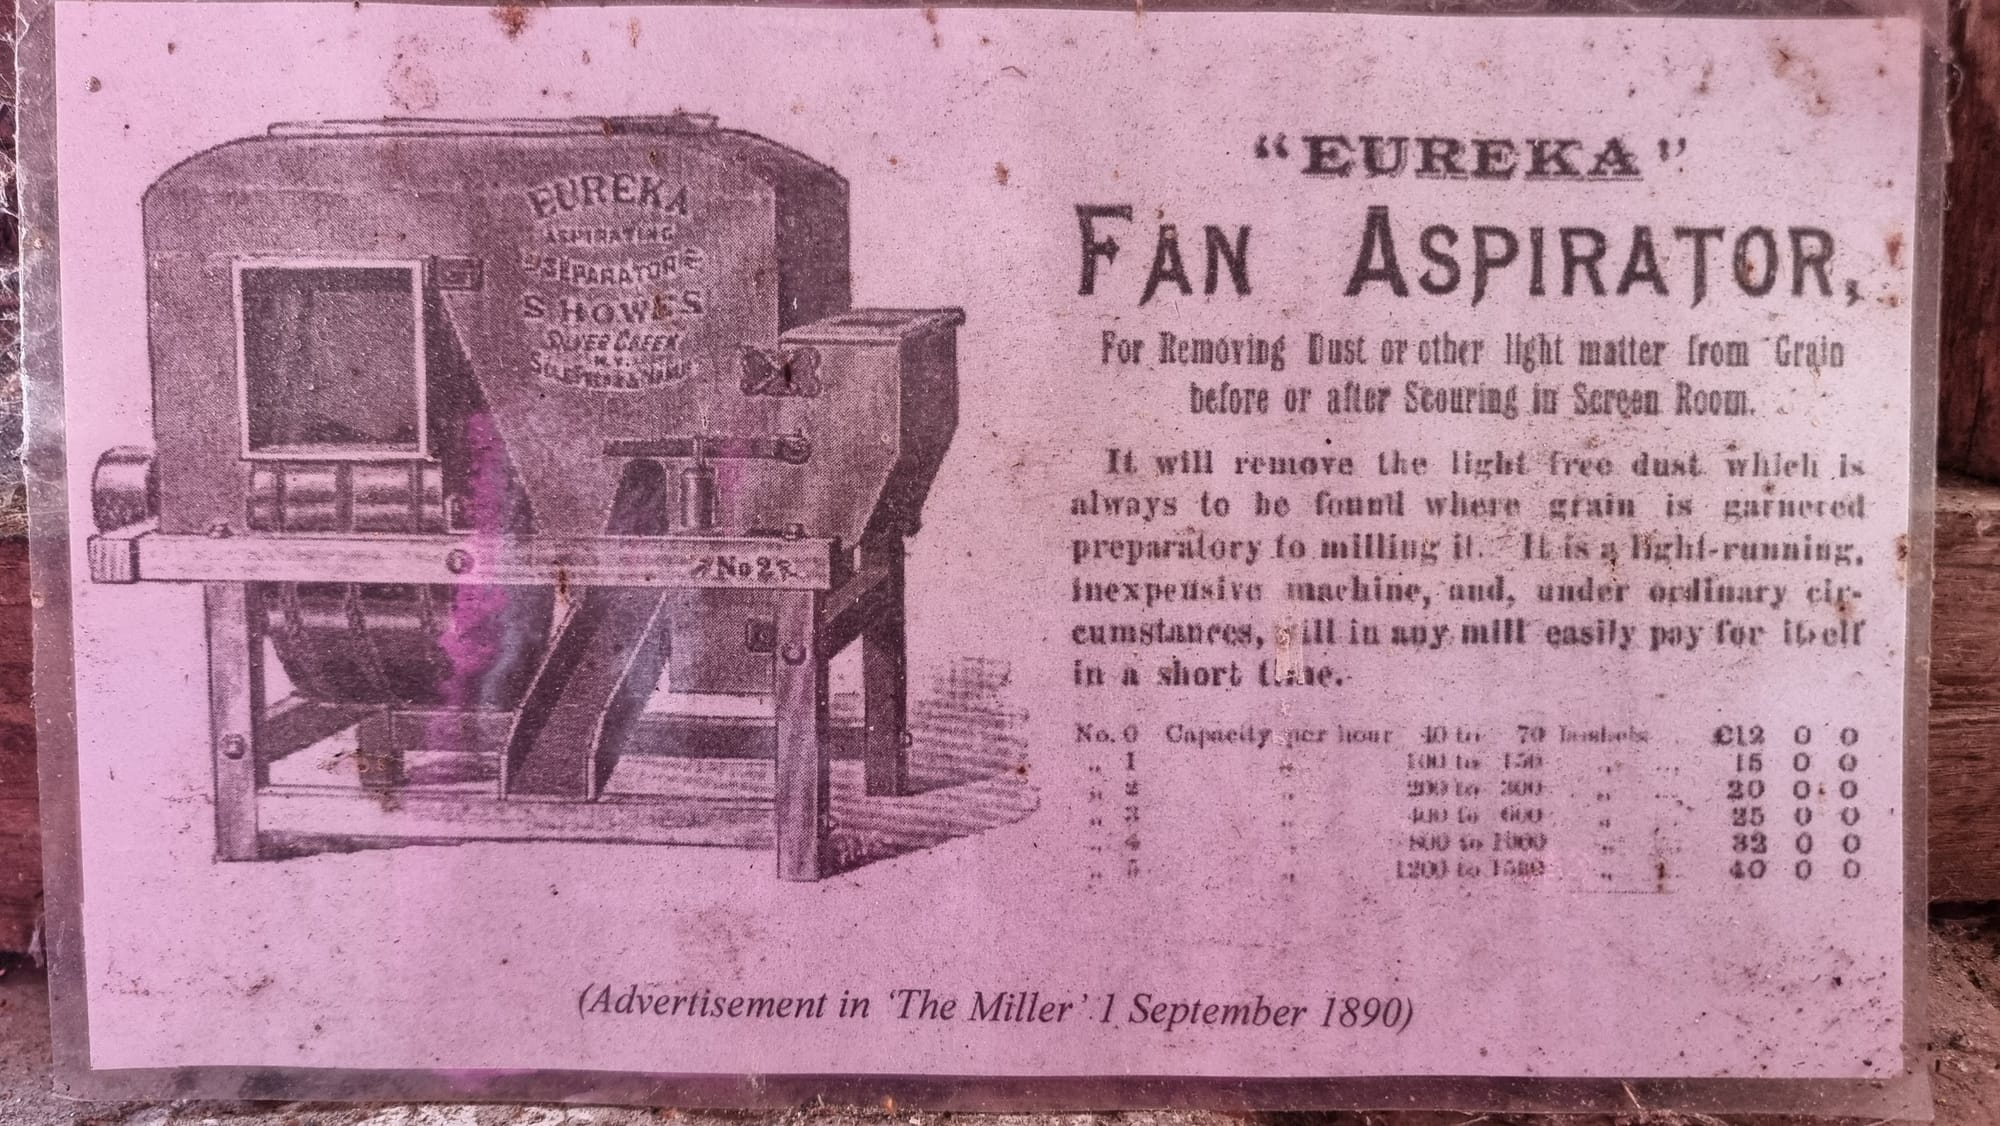 EUREKA
ASPIRATING
SEPARATOR
S. HOWES
SILVER CREEK
N.Y.
No 2
"EUREKA"
FAN ASPIRATOR,
For Removing Dust or other light matter from Grain
before or after Scouring in Screen Room.
It will remove the light free dust which is
always to be found where grain is garnered
preparatory to milling it. It is a light-running,
inexpensive machine, and, under ordinary cir-
cumstances, will in any mill easily pay for itself
in a short time.
No. 0 Capacity per hour 40 to 70 bushels £12 0 0
„ 1 „ 100 to 150 „ 15 0 0
„ 2 „ 200 to 300 „ 20 0 0
„ 3 „ 400 to 600 „ 25 0 0
„ 4 „ 800 to 1000 „ 32 0 0
„ 5 „ 1200 to „ 40 0 0
(Advertisement in 'The Miller' 1 September 1890)